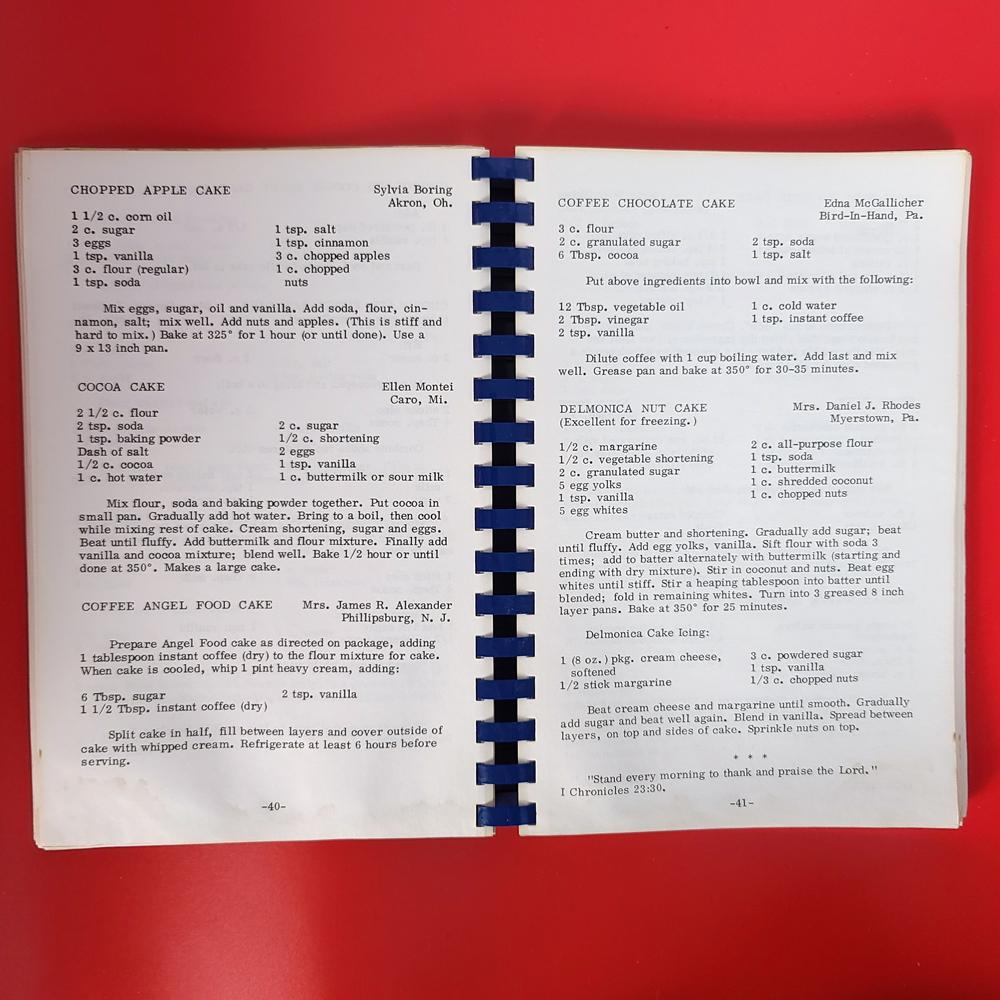 CHOPPED APPLE CAKE Sylvia Boring
Akron, Oh.
1 1/2 c. corn oil
2 c. sugar 1 tsp. salt
3 eggs 1 tsp. cinnamon
1 tsp. vanilla 3 c. chopped apples
3 c. flour (regular) 1 c. chopped
1 tsp. soda nuts
Mix eggs, sugar, oil and vanilla. Add soda, flour, cin-
namon, salt; mix well. Add nuts and apples. (This is stiff and
hard to mix.) Bake at 325° for 1 hour (or until done). Use a
9 x 13 inch pan.
COCOA CAKE Ellen Montei
Caro, Mi.
2 1/2 c. flour
2 tsp. soda 2 c. sugar
1 tsp. baking powder 1/2 c. shortening
Dash of salt 2 eggs
1/2 c. cocoa 1 tsp. vanilla
1 c. hot water 1 c. buttermilk or sour milk
Mix flour, soda and baking powder together. Put cocoa in
small pan. Gradually add hot water. Bring to a boil, then cool
while mixing rest of cake. Cream shortening, sugar and eggs.
Beat until fluffy. Add buttermilk and flour mixture. Finally add
vanilla and cocoa mixture; blend well. Bake 1/2 hour or until
done at 350°. Makes a large cake.
COFFEE ANGEL FOOD CAKE Mrs. James R. Alexander
Phillipsburg, N. J.
Prepare Angel Food cake as directed on package, adding
1 tablespoon instant coffee (dry) to the flour mixture for cake.
When cake is cooled, whip 1 pint heavy cream, adding:
6 Tbsp. sugar 2 tsp. vanilla
1 1/2 Tbsp. instant coffee (dry)
Split cake in half, fill between layers and cover outside of
cake with whipped cream. Refrigerate at least 6 hours before
serving.
-40-
COFFEE CHOCOLATE CAKE Edna McGallicher
Bird-In-Hand, Pa.
3 c. flour
2 c. granulated sugar 2 tsp. soda
6 Tbsp. cocoa 1 tsp. salt
Put above ingredients into bowl and mix with the following:
12 Tbsp. vegetable oil 1 c. cold water
2 Tbsp. vinegar 1 tsp. instant coffee
2 tsp. vanilla
Dilute coffee with 1 cup boiling water. Add last and mix
well. Grease pan and bake at 350° for 30-35 minutes.
DELMONICA NUT CAKE Mrs. Daniel J. Rhodes
(Excellent for freezing.) Myerstown, Pa.
1/2 c. margarine 2 c. all-purpose flour
1/2 c. vegetable shortening 1 tsp. soda
2 c. granulated sugar 1 c. buttermilk
5 egg yolks 1 c. shredded coconut
1 tsp. vanilla 1 c. chopped nuts
5 egg whites
Cream butter and shortening. Gradually add sugar; beat
until fluffy. Add egg yolks, vanilla. Sift flour with soda 3
times; add to batter alternately with buttermilk (starting and
ending with dry mixture). Stir in coconut and nuts. Beat egg
whites until stiff. Stir a heaping tablespoon into batter until
blended; fold in remaining whites. Turn into 3 greased 8 inch
layer pans. Bake at 350° for 25 minutes.
Delmonica Cake Icing:
1 (8 oz.) pkg. cream cheese, 3 c. powdered sugar
softened 1 tsp. vanilla
1/2 stick margarine 1/3 c. chopped nuts
Beat cream cheese and margarine until smooth. Gradually
add sugar and beat well again. Blend in vanilla. Spread between
layers, on top and sides of cake. Sprinkle nuts on top.
* * *
"Stand every morning to thank and praise the Lord."
I Chronicles 23:30.
-41-